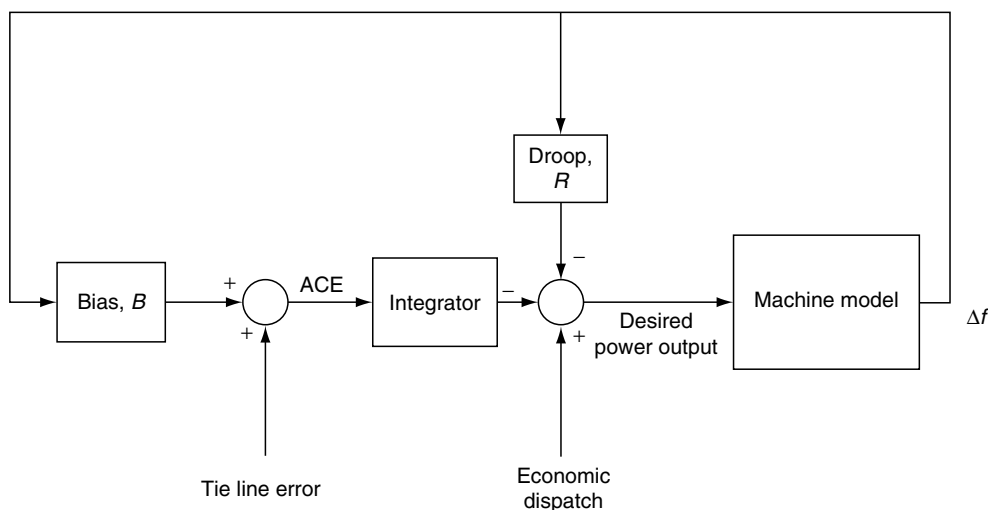 Droop,
R
Bias, B
+
+
ACE
Integrator
−
−
+
Desired
power output
Machine model
Δf
Tie line error
Economic
dispatch